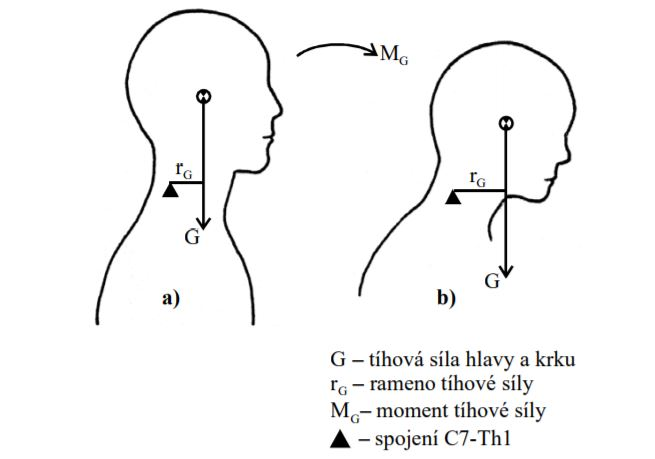 M_G
r_G
r_G
G
G
a)
b)
G – tíhová síla hlavy a krku
r_G – rameno tíhové síly
M_G – moment tíhové síly
▲ – spojení C7-Th1